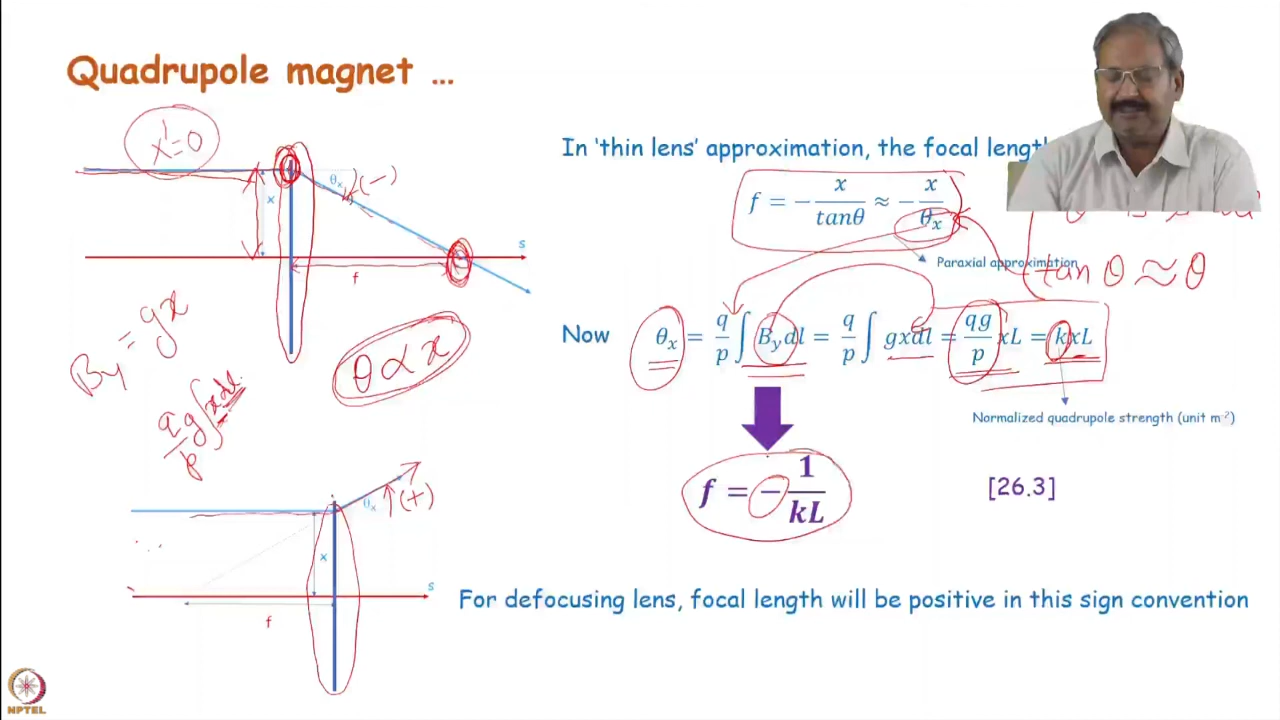 Quadrupole magnet ...
x'=0
θx
(-)
x
s
f
By = gx
q/p g ∫ x dl
θ ∝ x
In 'thin lens' approximation, the focal length
f = − x/tanθ ≈ − x/θx
Paraxial approximation
tan θ ≈ θ
Now θx = q/p ∫ By dl = q/p ∫ gxdl = qg/p xL = kxL
Normalized quadrupole strength (unit m⁻²)
f = − 1/kL
[26.3]
θx
(+)
x
s
f
For defocusing lens, focal length will be positive in this sign convention
NPTEL